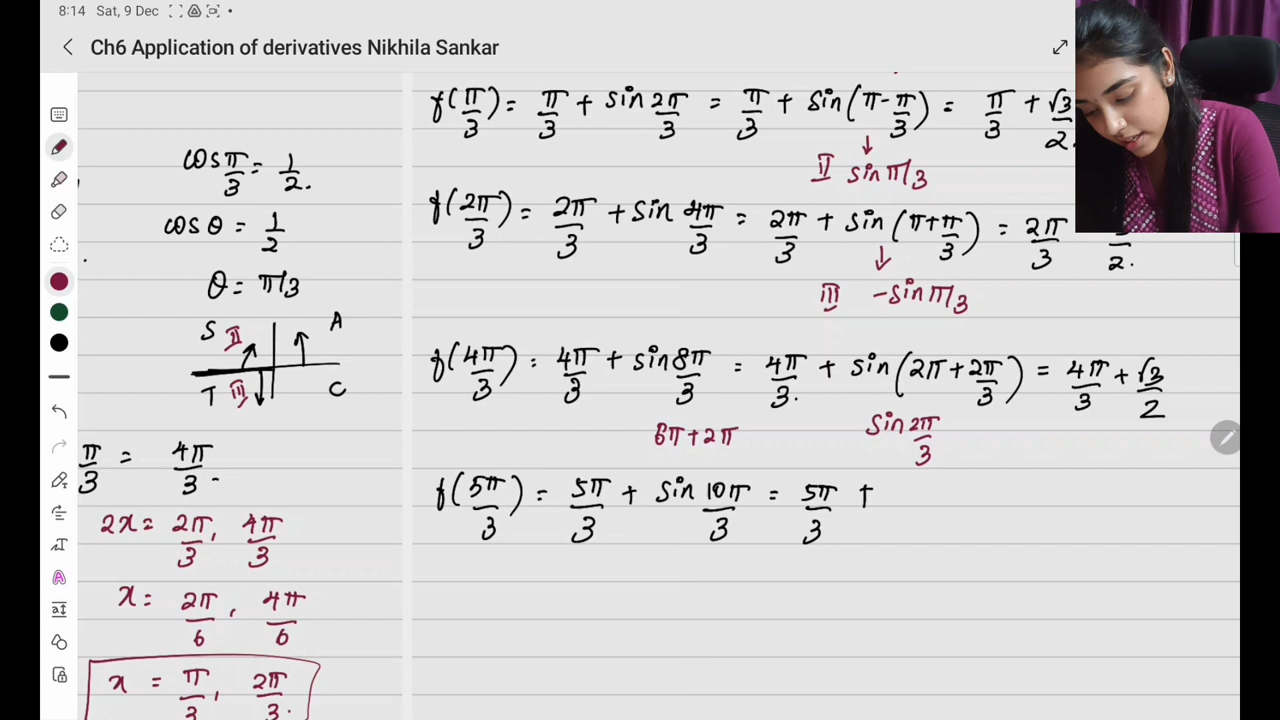 8:14 Sat, 9 Dec
Ch6 Application of derivatives Nikhila Sankar
cos π/3 = 1/2.
cos θ = 1/2
θ = π/3
S II A
T III C
π/3 = 4π/3.
2x = 2π/3, 4π/3
x = 2π/6, 4π/6
x = π/3, 2π/3.
f(π/3) = π/3 + sin 2π/3 = π/3 + sin(π - π/3) = π/3 + √3/2.
II sin π/3
f(2π/3) = 2π/3 + sin 4π/3 = 2π/3 + sin(π + π/3) = 2π/3
2.
III -sin π/3
f(4π/3) = 4π/3 + sin 8π/3 = 4π/3. + sin(2π + 2π/3) = 4π/3 + √3/2
6π + 2π sin 2π/3
f(5π/3) = 5π/3 + sin 10π/3 = 5π/3 +